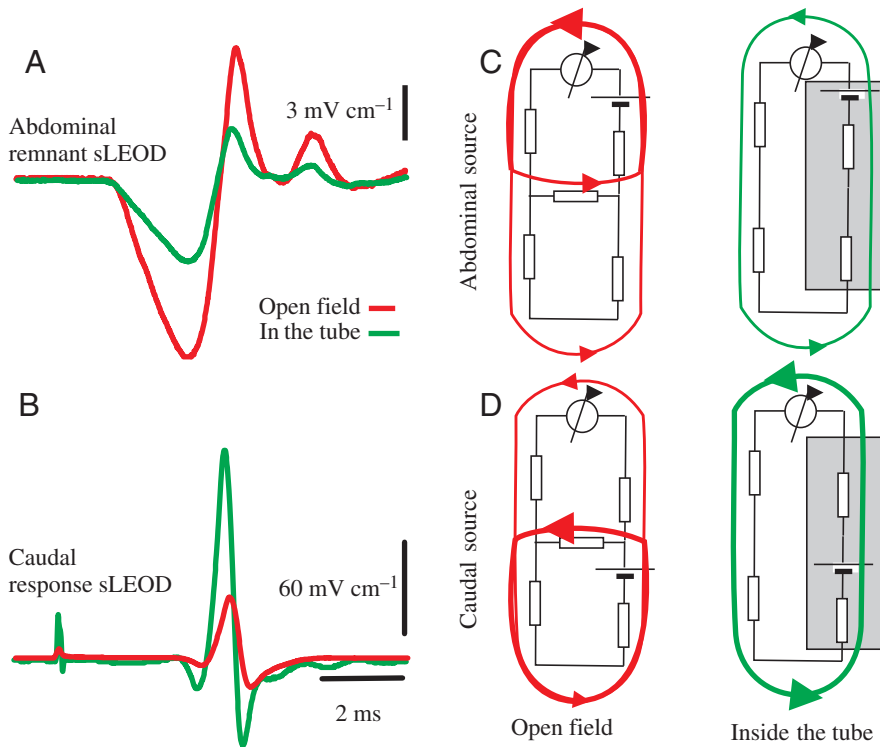 A
3 mV cm⁻¹
Abdominal
remnant sLEOD
Open field
In the tube
B
60 mV cm⁻¹
Caudal
response sLEOD
2 ms
C
Abdominal source
D
Caudal source
Open field
Inside the tube